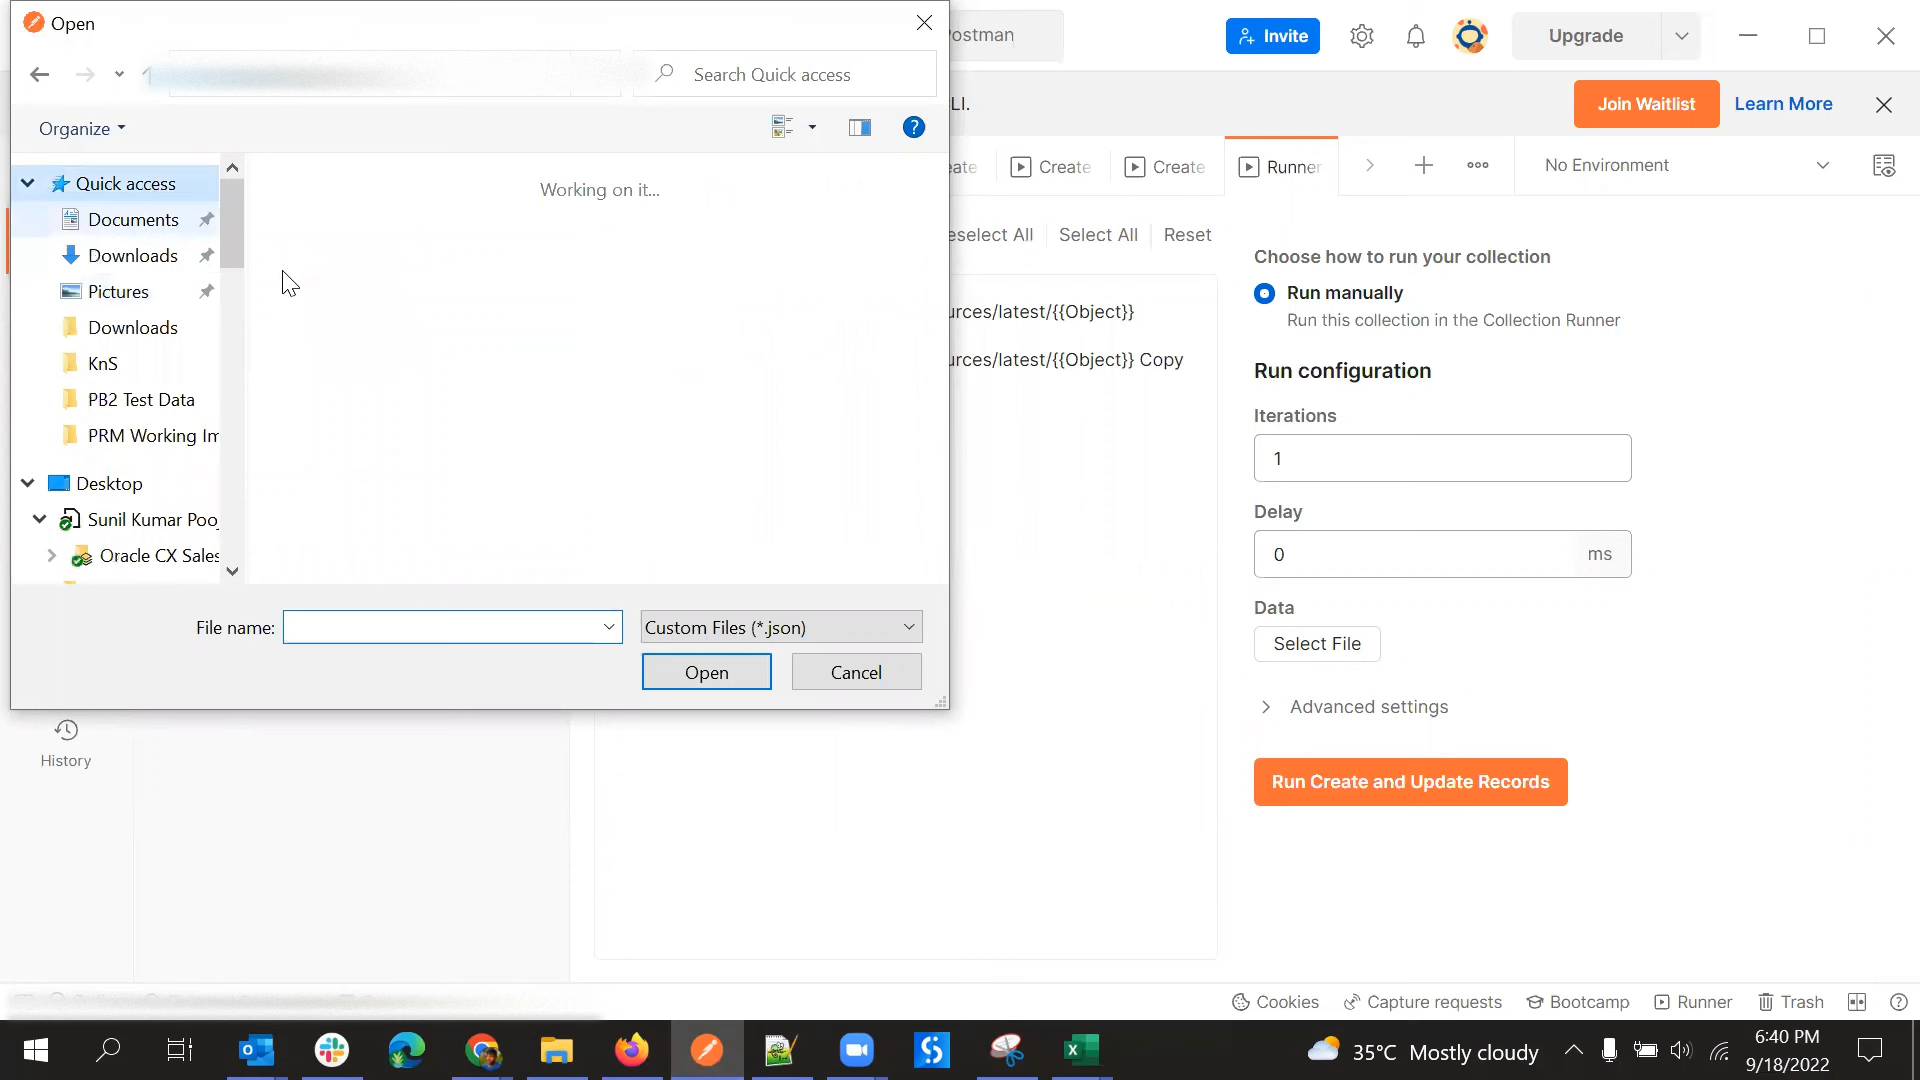 Open
Search Quick access
Organize
Working on it...
Quick access
Documents
Downloads
Pictures
Downloads
KnS
PB2 Test Data
PRM Working Im
Desktop
Sunil Kumar Poo
Oracle CX Sales
File name:
Custom Files (*.json)
Open
Cancel
ostman
Invite
Upgrade
LI.
Join Waitlist
Learn More
eate
Create
Create
Runner
No Environment
eselect All
Select All
Reset
urces/latest/{{Object}}
urces/latest/{{Object}} Copy
Choose how to run your collection
Run manually
Run this collection in the Collection Runner
Run configuration
Iterations
1
Delay
0
ms
Data
Select File
Advanced settings
Run Create and Update Records
History
Cookies
Capture requests
Bootcamp
Runner
Trash
35°C Mostly cloudy
6:40 PM
9/18/2022